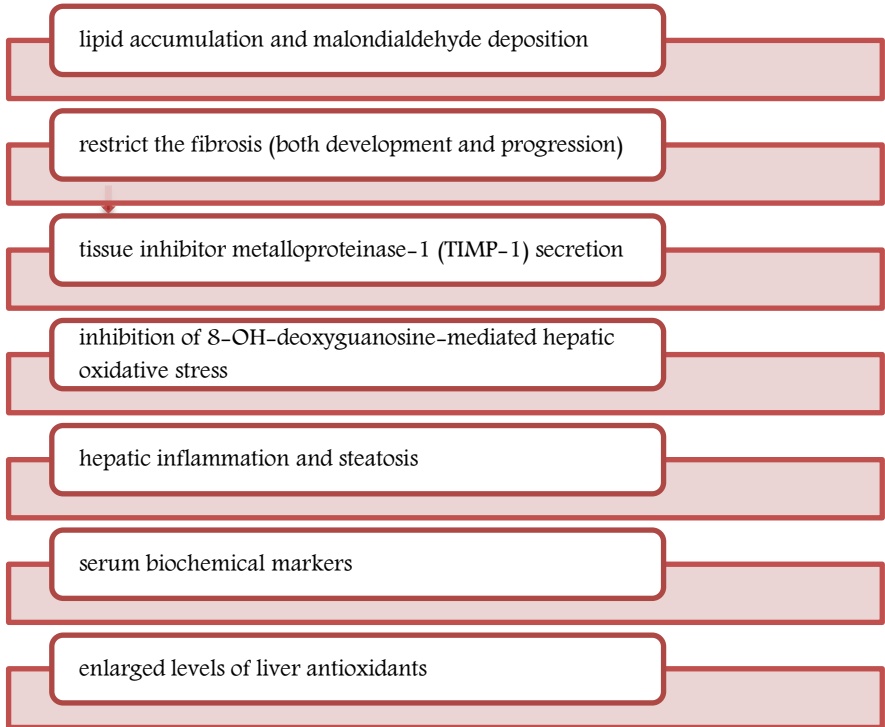 lipid accumulation and malondialdehyde deposition
restrict the fibrosis (both development and progression)
tissue inhibitor metalloproteinase-1 (TIMP-1) secretion
inhibition of 8-OH-deoxyguanosine-mediated hepatic
oxidative stress
hepatic inflammation and steatosis
serum biochemical markers
enlarged levels of liver antioxidants